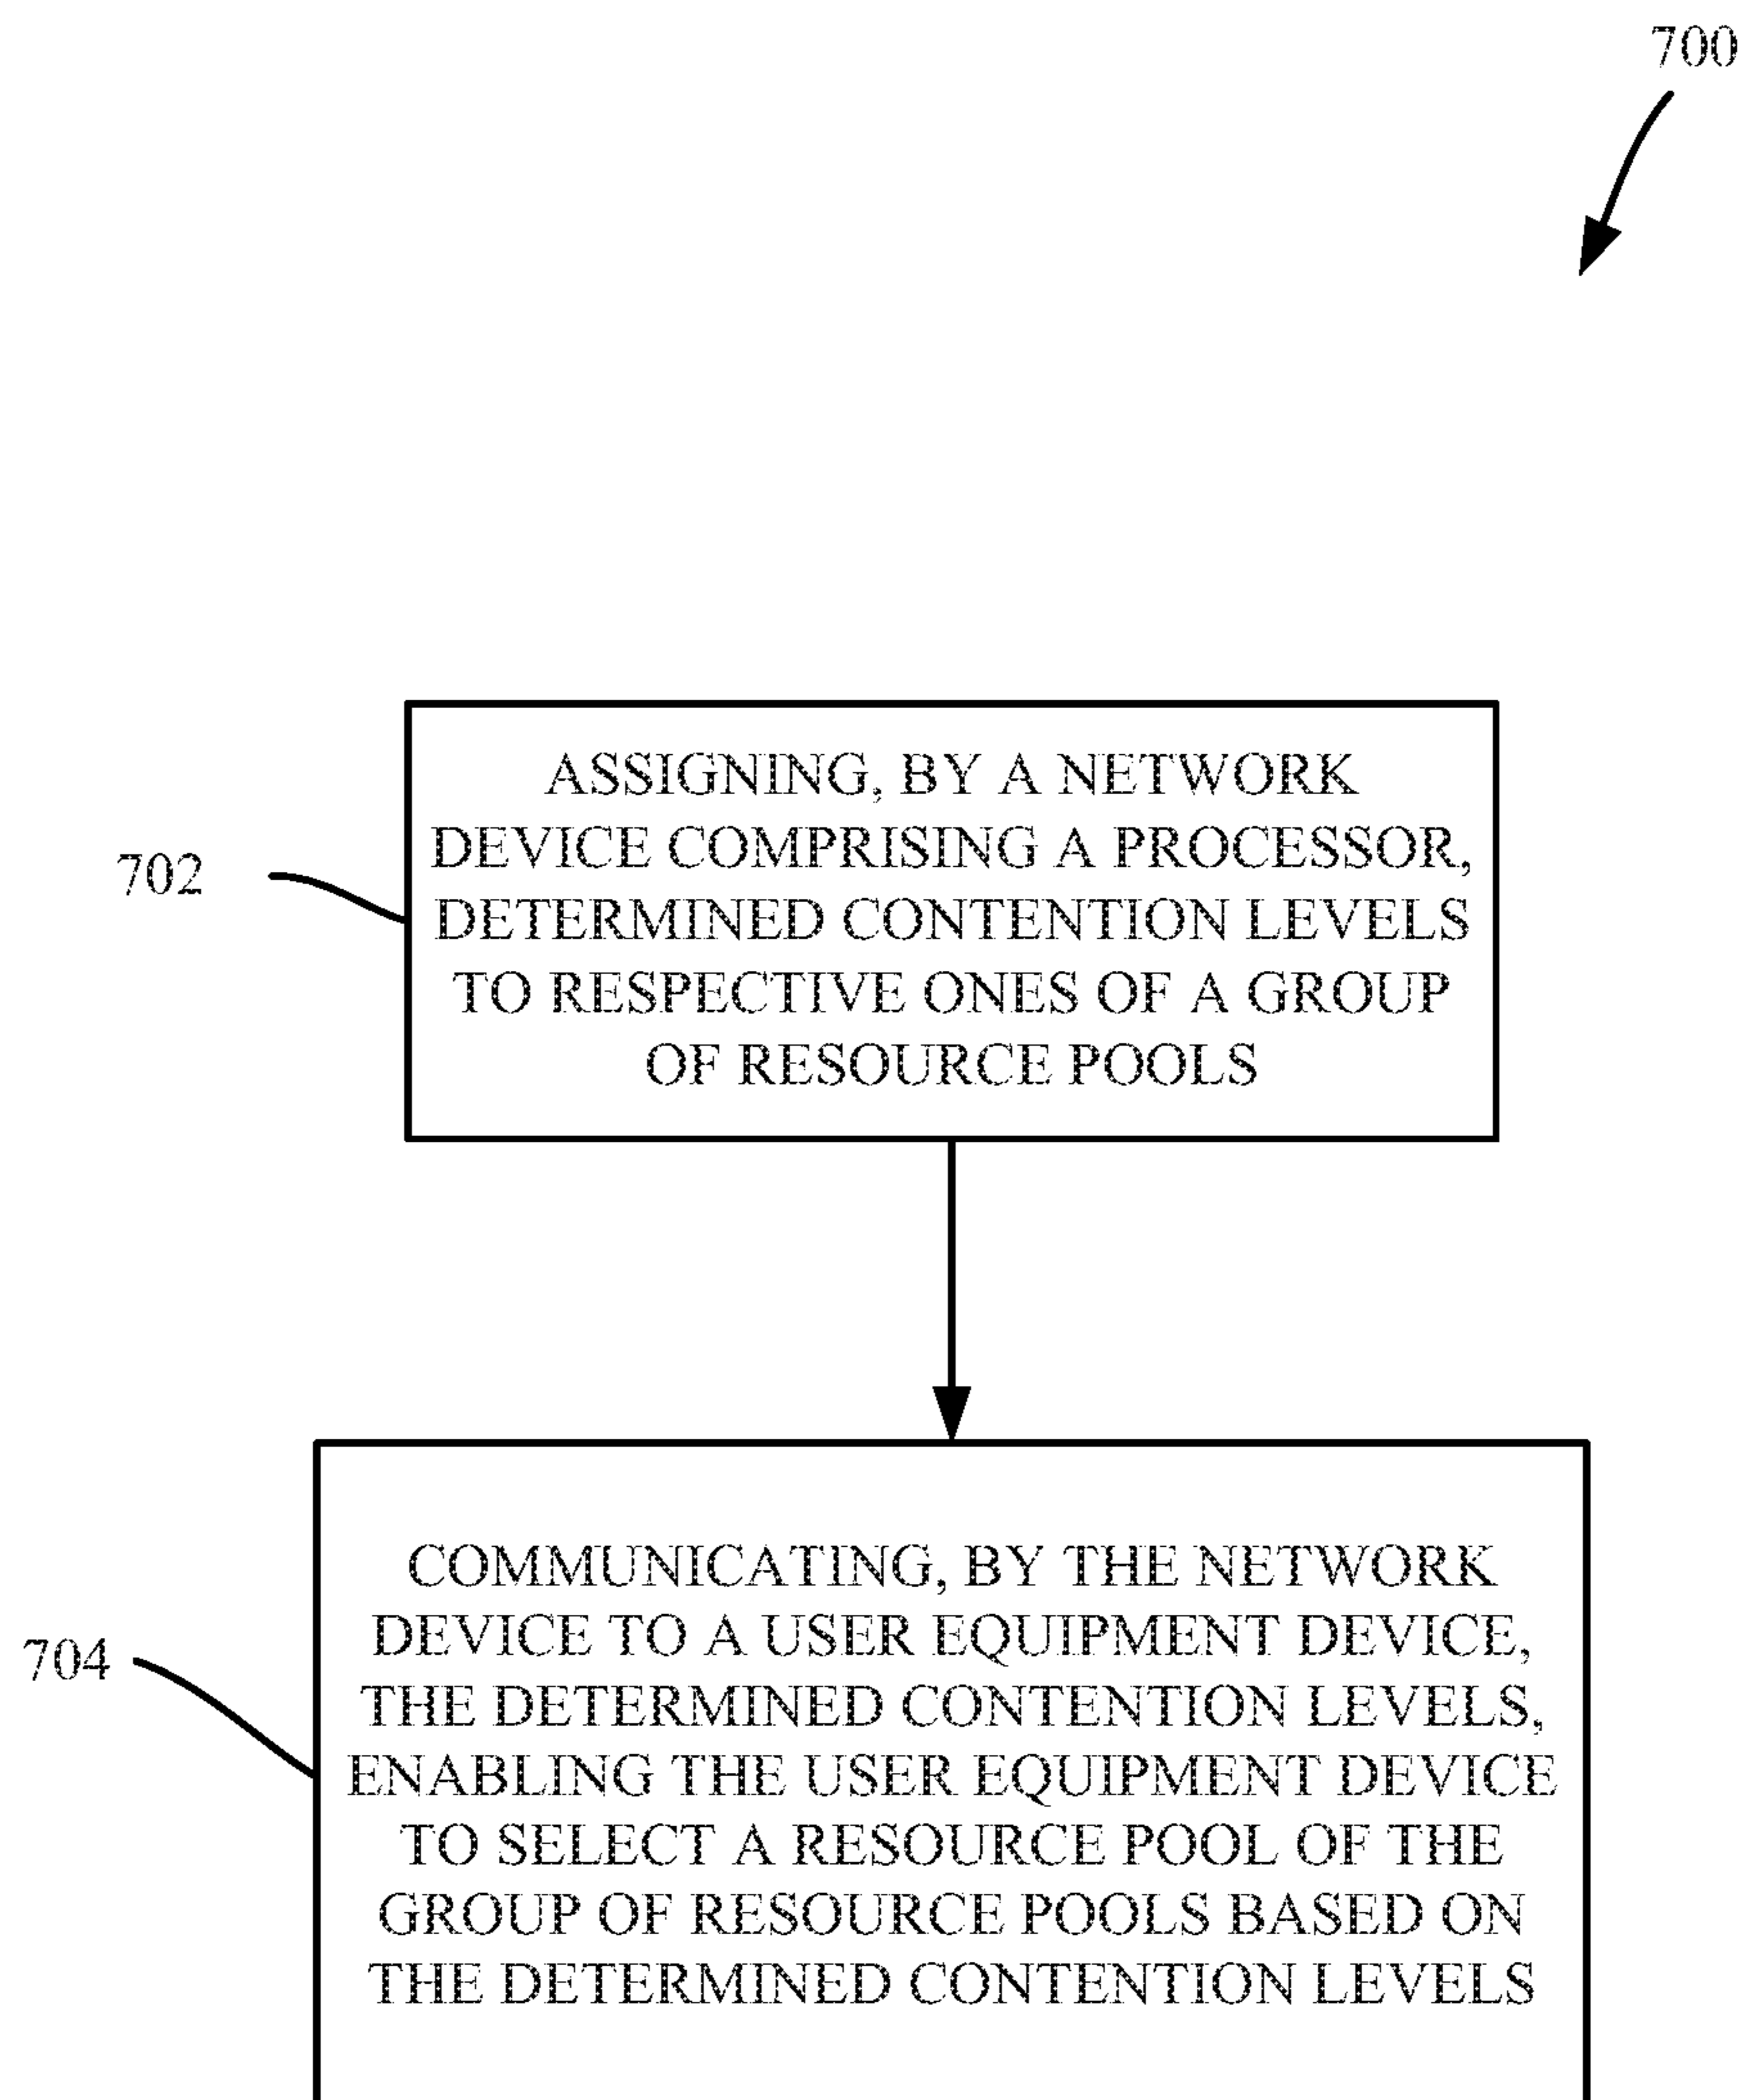 700
702
ASSIGNING, BY A NETWORK
DEVICE COMPRISING A PROCESSOR,
DETERMINED CONTENTION LEVELS
TO RESPECTIVE ONES OF A GROUP
OF RESOURCE POOLS
704
COMMUNICATING, BY THE NETWORK
DEVICE TO A USER EQUIPMENT DEVICE,
THE DETERMINED CONTENTION LEVELS,
ENABLING THE USER EQUIPMENT DEVICE
TO SELECT A RESOURCE POOL OF THE
GROUP OF RESOURCE POOLS BASED ON
THE DETERMINED CONTENTION LEVELS